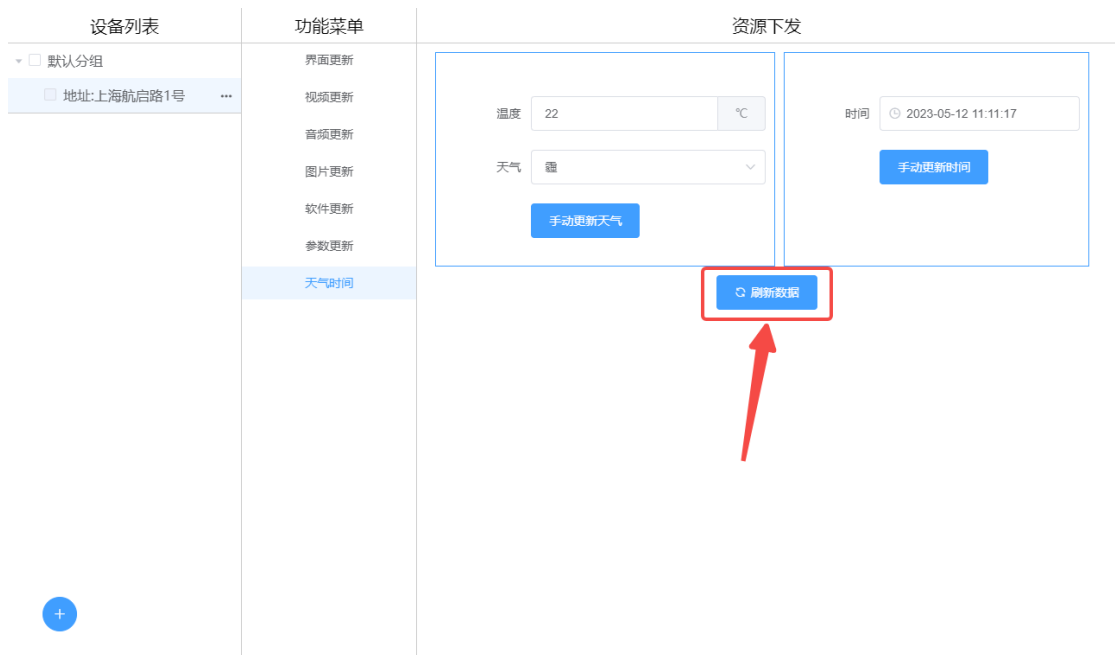 设备列表
默认分组
地址:上海航启路1号
功能菜单
界面更新
视频更新
音频更新
图片更新
软件更新
参数更新
天气时间
资源下发
温度 22 ℃
天气 霾
手动更新天气
时间 2023-05-12 11:11:17
手动更新时间
刷新数据